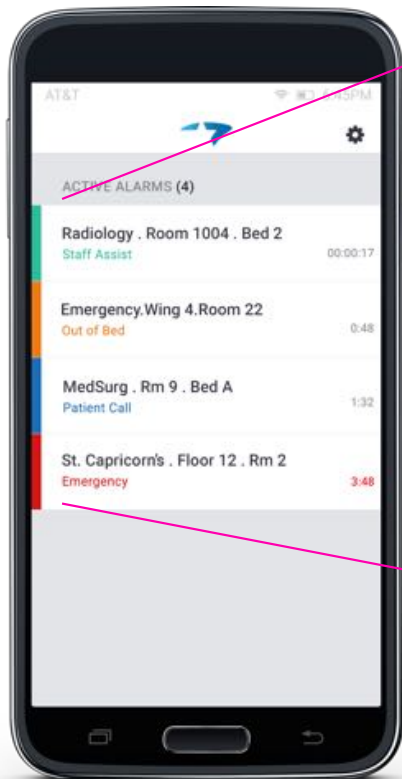 AT&T 6:45PM
ACTIVE ALARMS (4)
Radiology . Room 1004 . Bed 2
Staff Assist 00:00:17
Emergency.Wing 4.Room 22
Out of Bed 0:48
MedSurg . Rm 9 . Bed A
Patient Call 1:32
St. Capricorn's . Floor 12 . Rm 2
Emergency 3:48